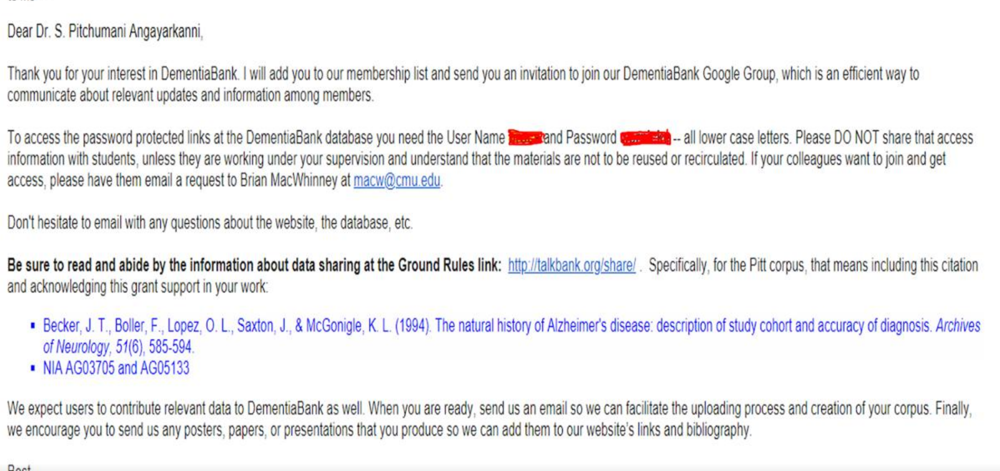 Dear Dr. S. Pitchumani Angayarkanni,
Thank you for your interest in DementiaBank. I will add you to our membership list and send you an invitation to join our DementiaBank Google Group, which is an efficient way to
communicate about relevant updates and information among members.
To access the password protected links at the DementiaBank database you need the User Name and Password -- all lower case letters. Please DO NOT share that access
information with students, unless they are working under your supervision and understand that the materials are not to be reused or recirculated. If your colleagues want to join and get
access, please have them email a request to Brian MacWhinney at macw@cmu.edu.
Don't hesitate to email with any questions about the website, the database, etc.
Be sure to read and abide by the information about data sharing at the Ground Rules link: http://talkbank.org/share/ . Specifically, for the Pitt corpus, that means including this citation
and acknowledging this grant support in your work:
▪ Becker, J. T., Boller, F., Lopez, O. L., Saxton, J., & McGonigle, K. L. (1994). The natural history of Alzheimer's disease: description of study cohort and accuracy of diagnosis. Archives
of Neurology, 51(6), 585-594.
▪ NIA AG03705 and AG05133
We expect users to contribute relevant data to DementiaBank as well. When you are ready, send us an email so we can facilitate the uploading process and creation of your corpus. Finally,
we encourage you to send us any posters, papers, or presentations that you produce so we can add them to our website's links and bibliography.